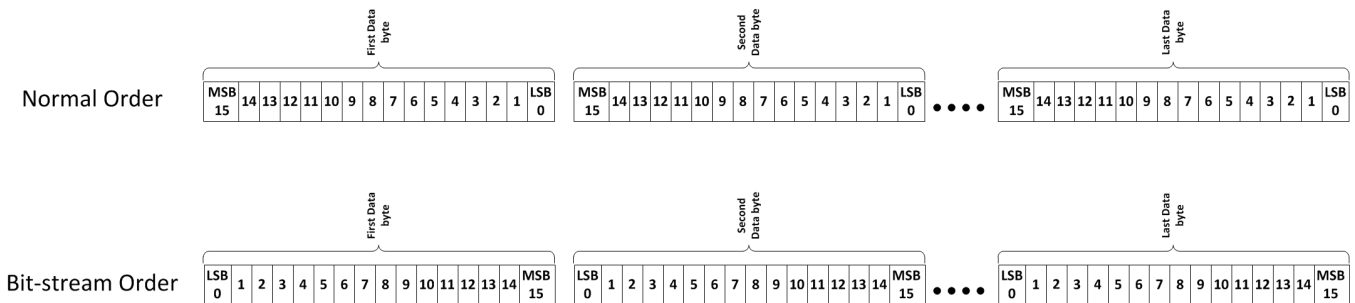 First Data
byte
Second
Data byte
Last Data
byte
Normal Order
MSB
15 14 13 12 11 10 9 8 7 6 5 4 3 2 1 LSB
0
MSB
15 14 13 12 11 10 9 8 7 6 5 4 3 2 1 LSB
0
MSB
15 14 13 12 11 10 9 8 7 6 5 4 3 2 1 LSB
0
First Data
byte
Second
Data byte
Last Data
byte
Bit-stream Order
LSB
0 1 2 3 4 5 6 7 8 9 10 11 12 13 14 MSB
15
LSB
0 1 2 3 4 5 6 7 8 9 10 11 12 13 14 MSB
15
LSB
0 1 2 3 4 5 6 7 8 9 10 11 12 13 14 MSB
15